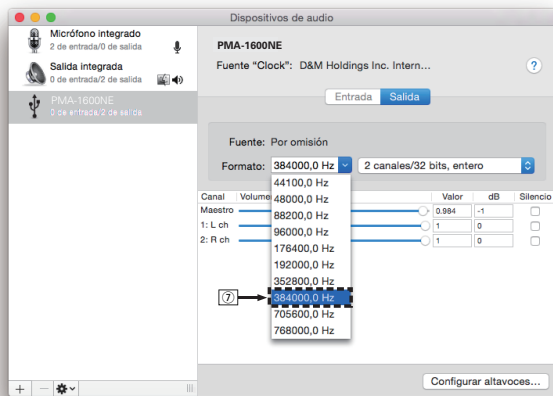 Dispositivos de audio
Micrófono integrado
2 de entrada/0 de salida
Salida integrada
0 de entrada/2 de salida
PMA-1600NE
0 de entrada/2 de salida
PMA-1600NE
Fuente “Clock”: D&M Holdings Inc. Intern...
?
Entrada Salida
Fuente: Por omisión
Formato: 384000,0 Hz 2 canales/32 bits, entero
44100,0 Hz
48000,0 Hz
88200,0 Hz
96000,0 Hz
176400,0 Hz
192000,0 Hz
352800,0 Hz
⑦ 384000,0 Hz
705600,0 Hz
768000,0 Hz
Canal Volume Valor dB Silencio
Maestro 0.984 -1
1: L ch 1 0
2: R ch 1 0
Configurar altavoces...